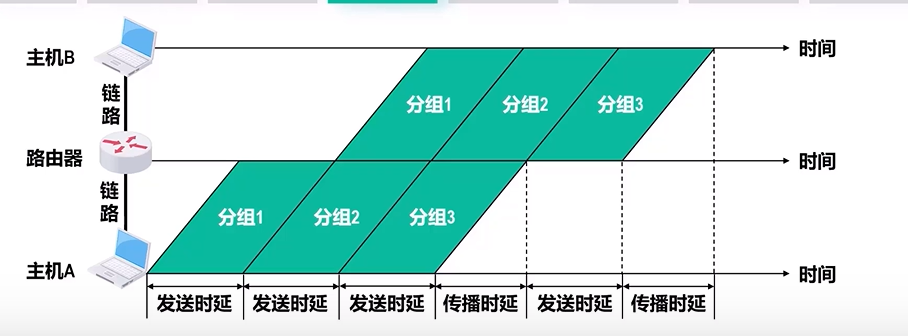 主机B
时间
链路
分组1
分组2
分组3
路由器
时间
链路
分组1
分组2
分组3
主机A
时间
发送时延
发送时延
发送时延
传播时延
发送时延
传播时延